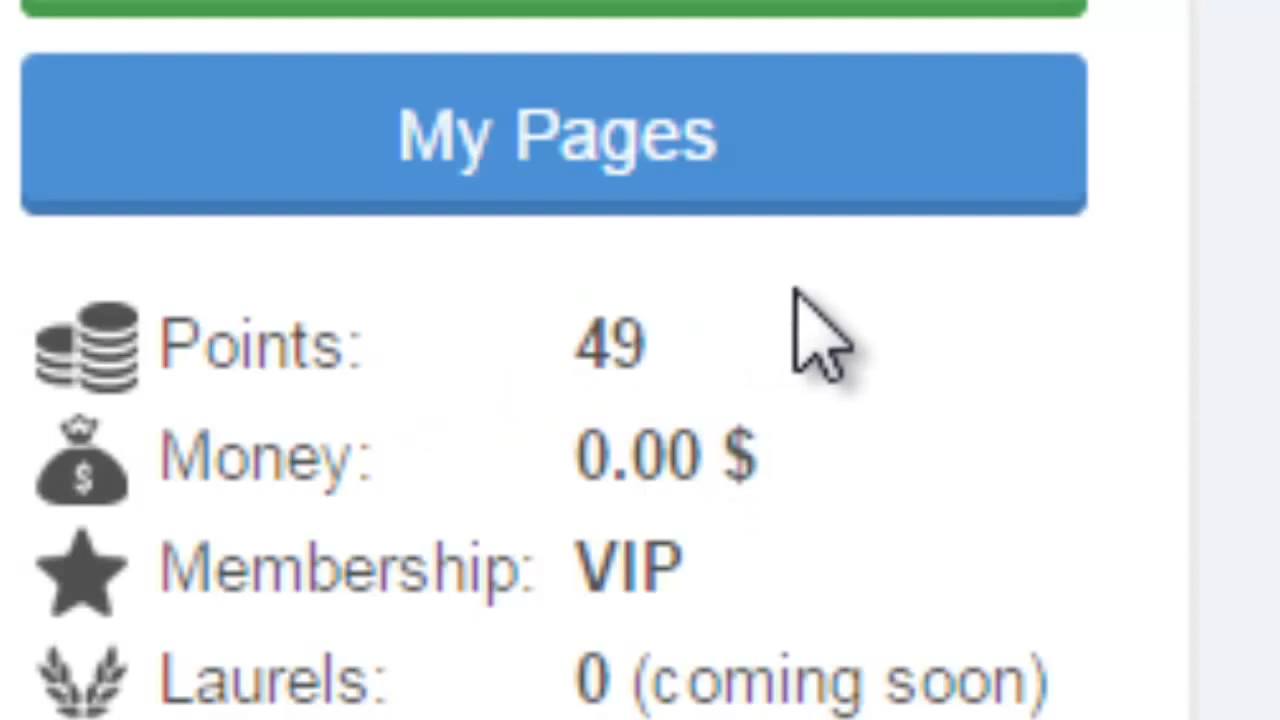 My Pages
Points: 49
$ Money: 0.00 $
Membership: VIP
Laurels: 0 (coming soon)